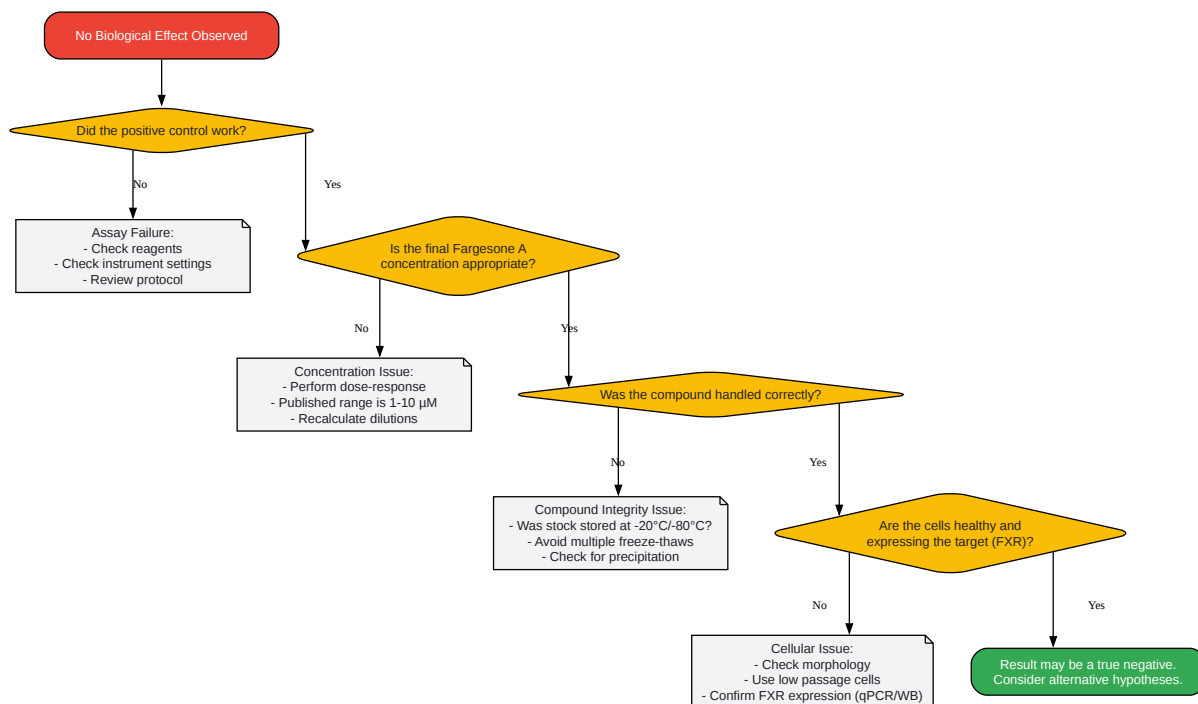 No Biological Effect Observed
Did the positive control work?
No
Yes
Assay Failure:
- Check reagents
- Check instrument settings
- Review protocol
Is the final Fargesone A
concentration appropriate?
No
Yes
Concentration Issue:
- Perform dose-response
- Published range is 1-10 µM
- Recalculate dilutions
Was the compound handled correctly?
No
Yes
Compound Integrity Issue:
- Was stock stored at -20°C/-80°C?
- Avoid multiple freeze-thaws
- Check for precipitation
Are the cells healthy and
expressing the target (FXR)?
No
Yes
Cellular Issue:
- Check morphology
- Use low passage cells
- Confirm FXR expression (qPCR/WB)
Result may be a true negative.
Consider alternative hypotheses.